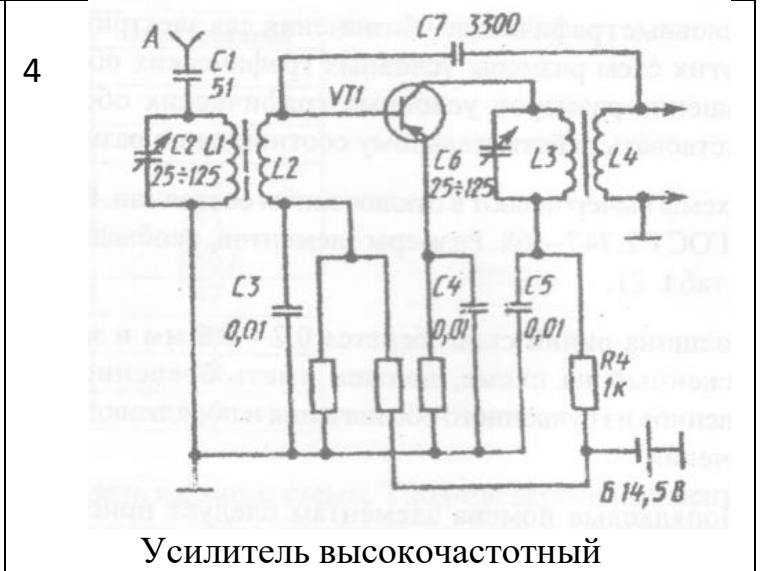 4
A
C1
51
C2 L1
25÷125
L2
C7 3300
VT1
C6
25÷125
L3
L4
C3
0,01
C4
0,01
C5
0,01
R4
1к
Б 14,5 В
Усилитель высокочастотный